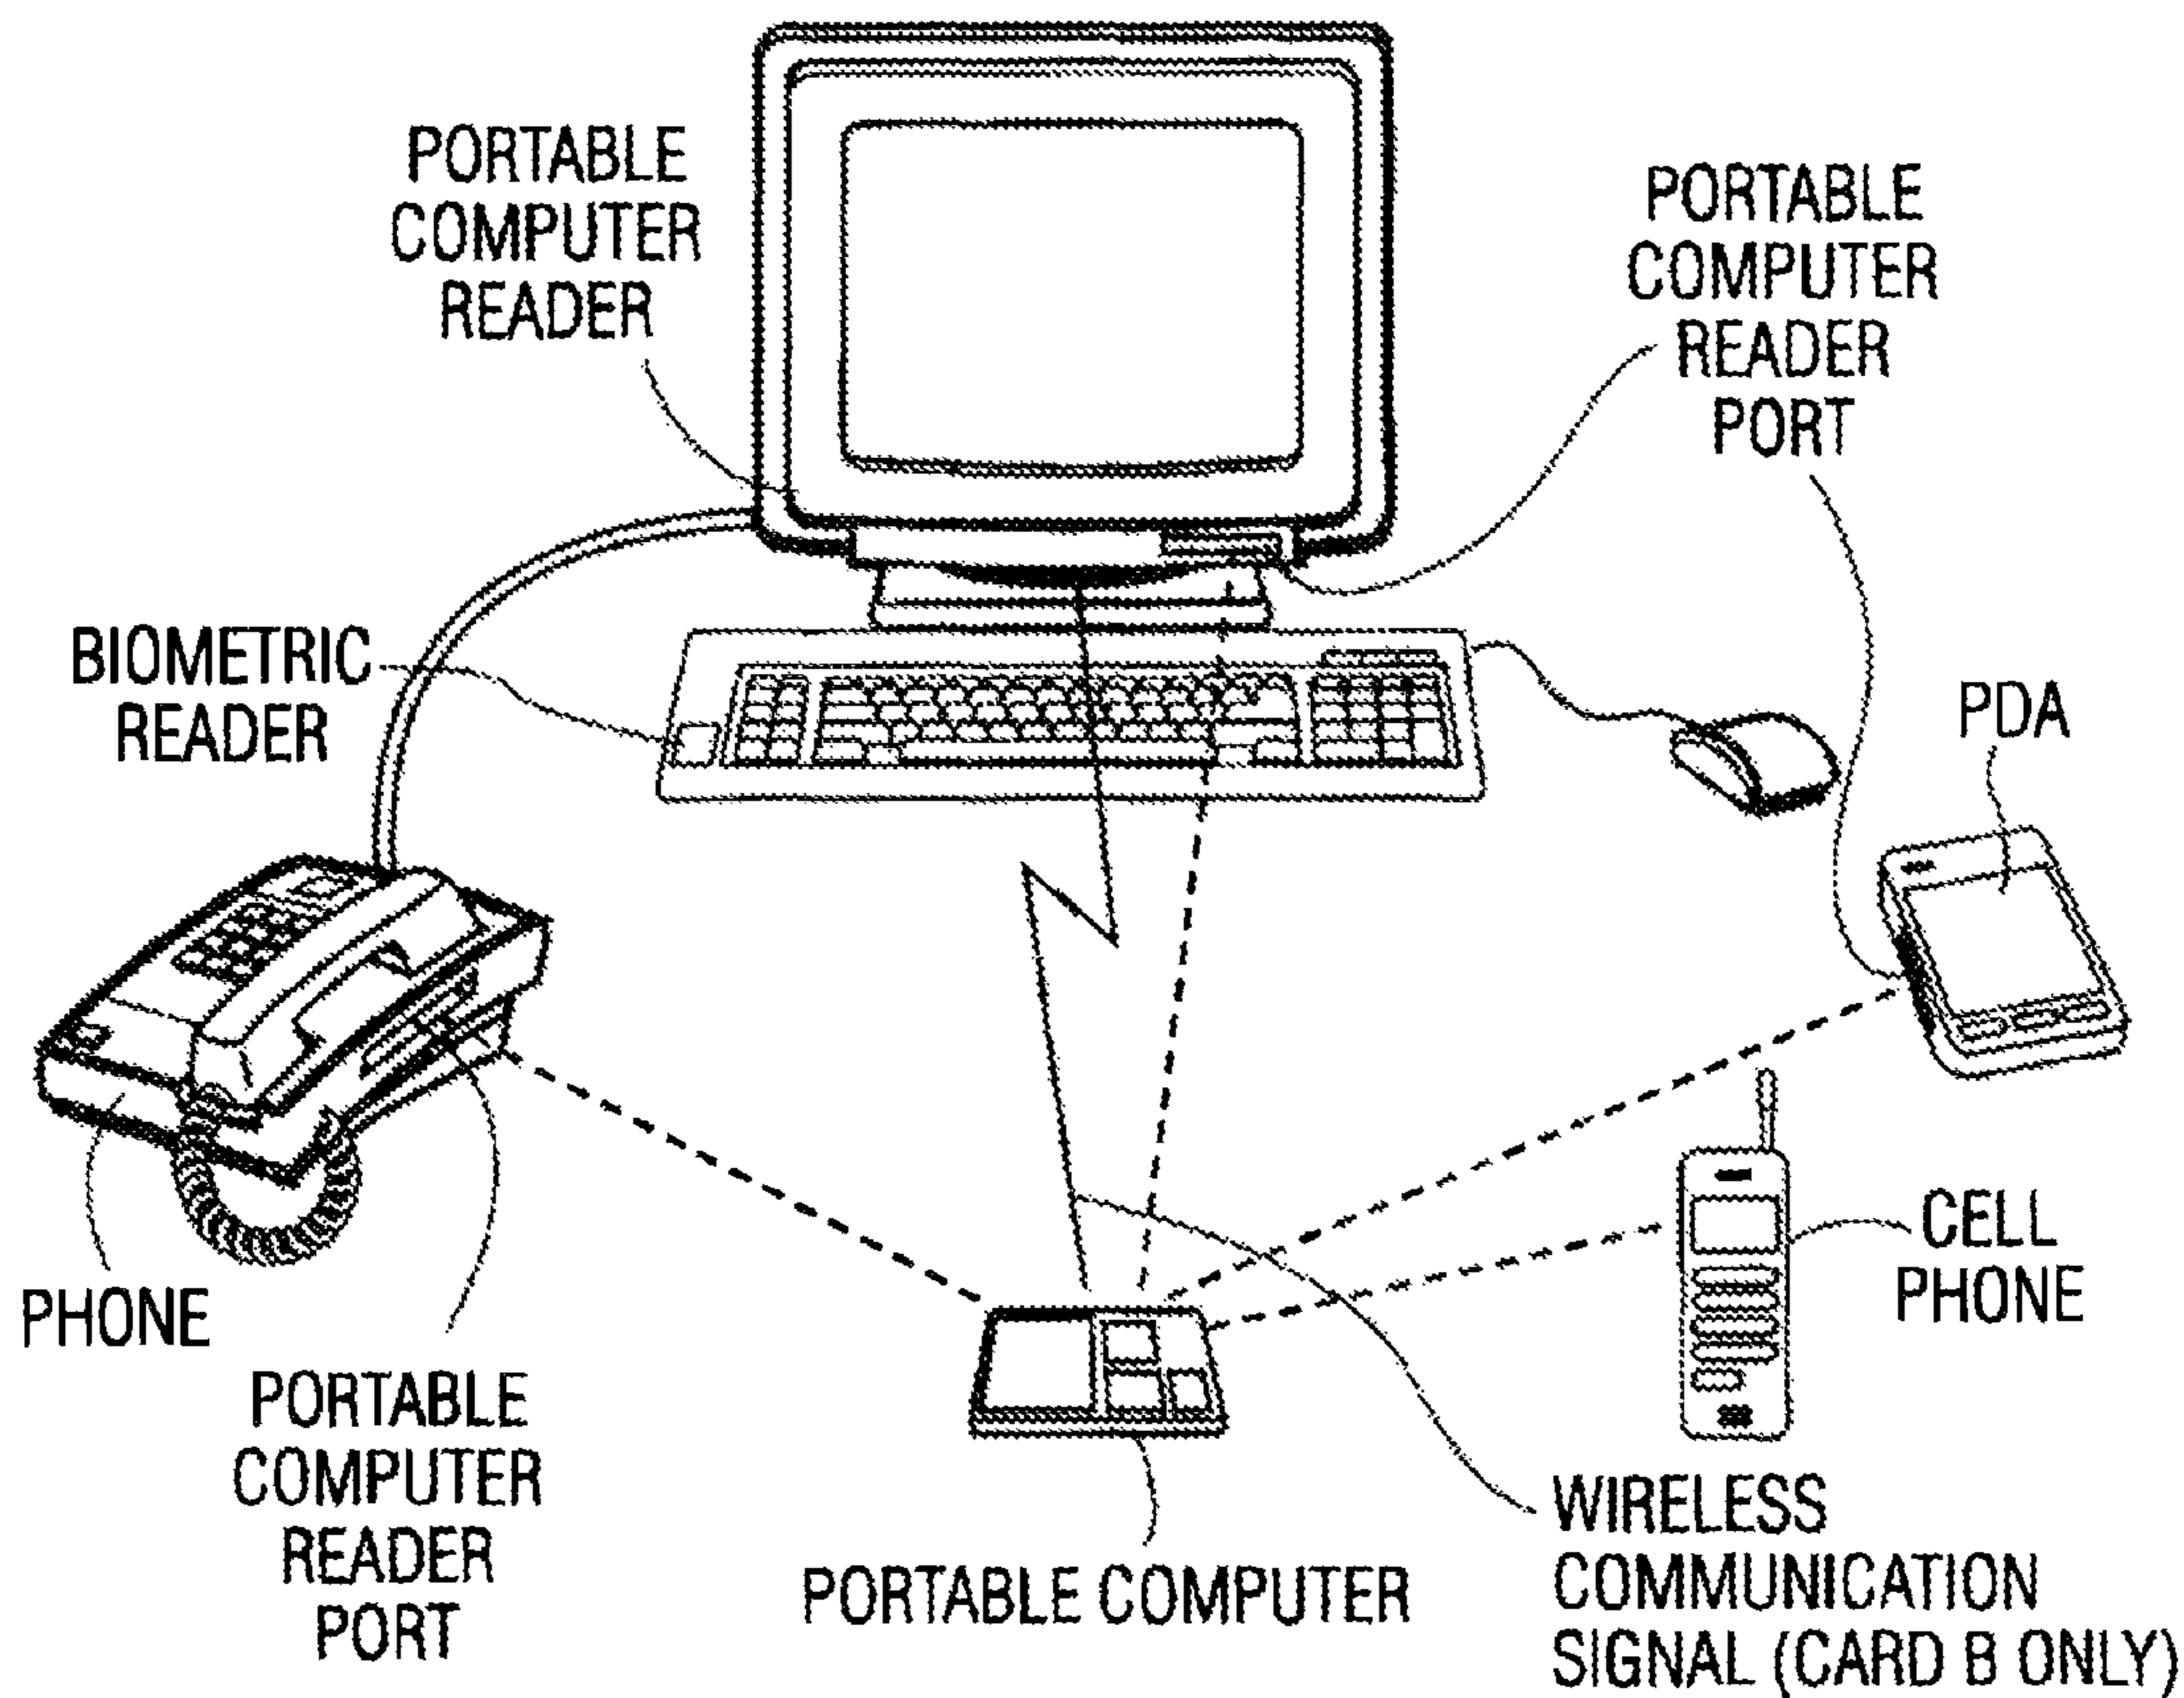 PORTABLE
COMPUTER
READER
PORTABLE
COMPUTER
READER
PORT
BIOMETRIC
READER
PDA
PHONE
CELL
PHONE
PORTABLE
COMPUTER
READER
PORT
PORTABLE COMPUTER
WIRELESS
COMMUNICATION
SIGNAL (CARD B ONLY)